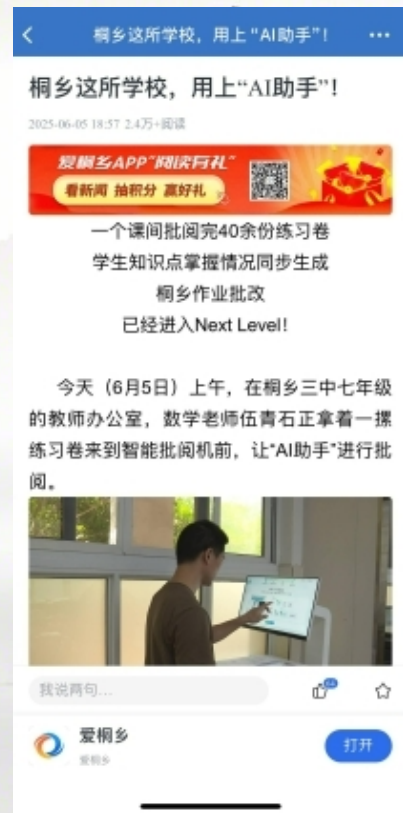 桐乡这所学校，用上“AI助手”！
桐乡这所学校，用上“AI助手”！
2025-06-05 18:57 2.4万+阅读
爱桐乡APP“阅读有礼”
看新闻 抽积分 赢好礼
一个课间批阅完40余份练习卷
学生知识点掌握情况同步生成
桐乡作业批改
已经进入Next Level！
今天（6月5日）上午，在桐乡三中七年级
的教师办公室，数学老师伍青石正拿着一摞
练习卷来到智能批阅机前，让“AI助手”进行批
阅。
我说两句...
爱桐乡
爱桐乡
打开